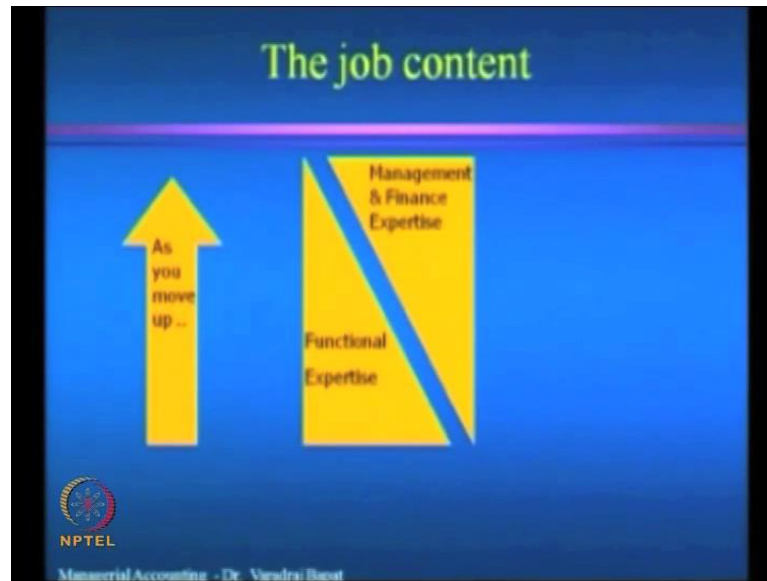 The job content
As
you
move
up ..
Management
& Finance
Expertise
Functional
Expertise
NPTEL
Managerial Accounting - Dr. Varadraj Bapat